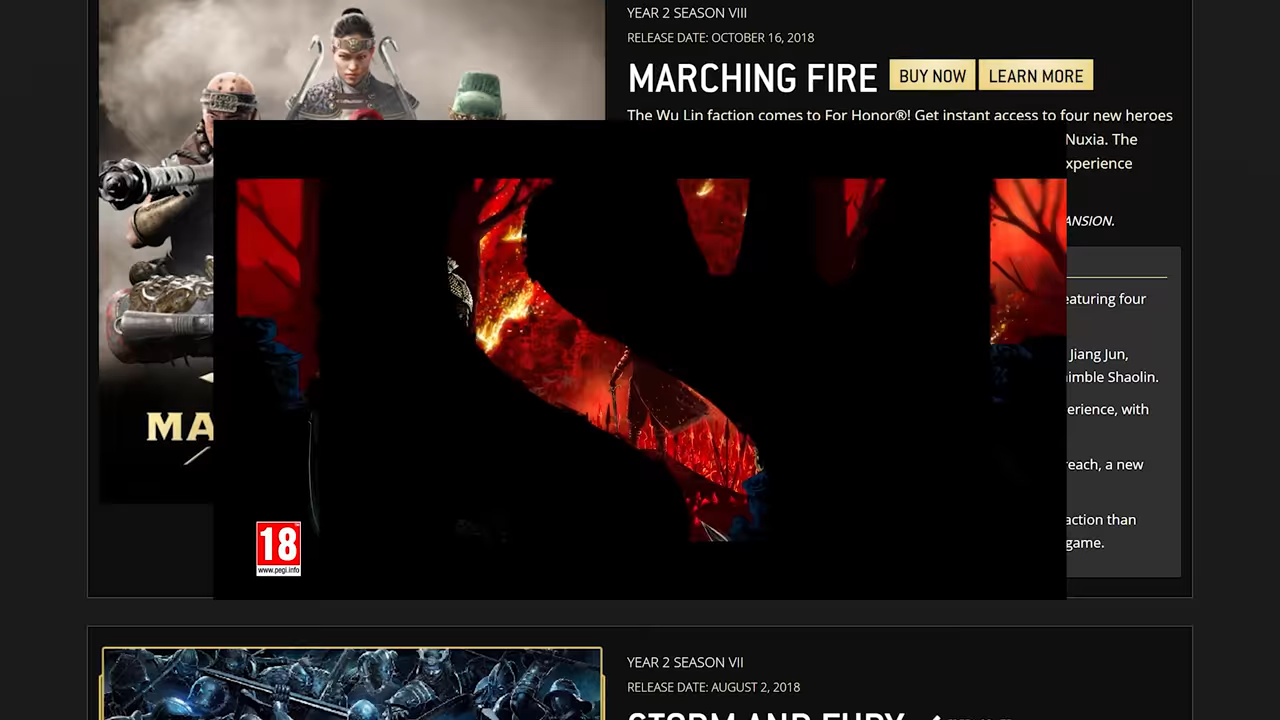 YEAR 2 SEASON VIII
RELEASE DATE: OCTOBER 16, 2018
MARCHING FIRE BUY NOW LEARN MORE
The Wu Lin faction comes to For Honor®! Get instant access to four new heroes
Nuxia. The
xperience
ANSION.
eaturing four
Jiang Jun,
imble Shaolin.
erience, with
reach, a new
action than
game.
MA
18
www.pegi.info
YEAR 2 SEASON VII
RELEASE DATE: AUGUST 2, 2018
STORM AND FURY